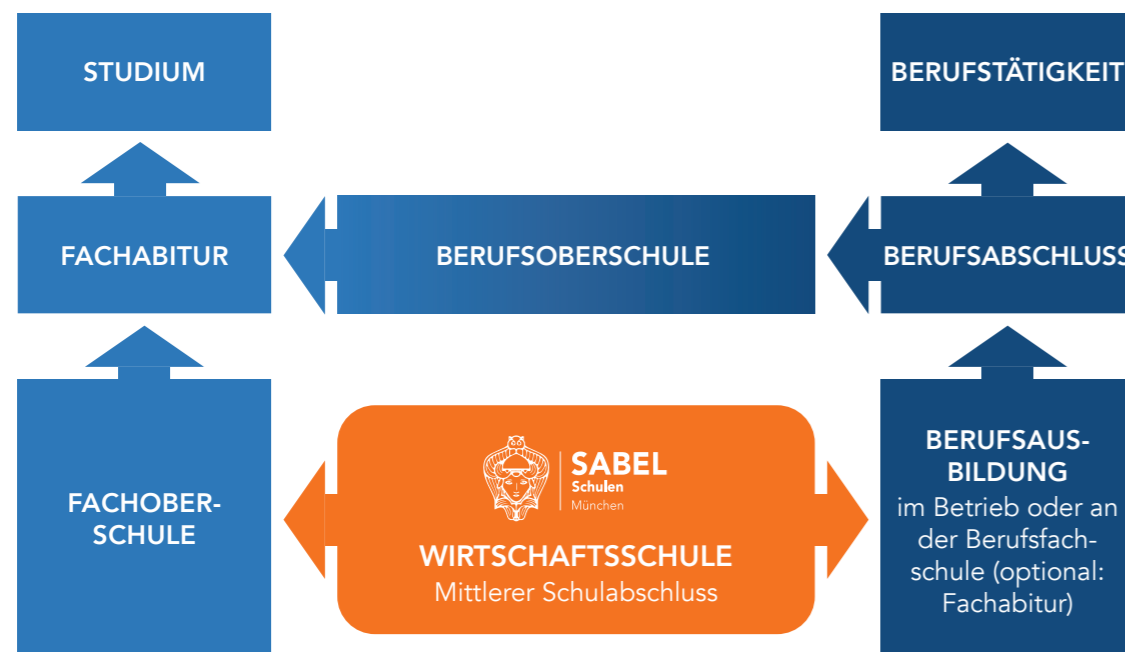 STUDIUM
BERUFSTÄTIGKEIT
FACHABITUR
BERUFSOBERSCHULE
BERUFSABSCHLUSS
FACHOBER-
SCHULE
SABEL
Schulen
München
WIRTSCHAFTSSCHULE
Mittlerer Schulabschluss
BERUFSAUS-
BILDUNG
im Betrieb oder an
der Berufsfach-
schule (optional:
Fachabitur)